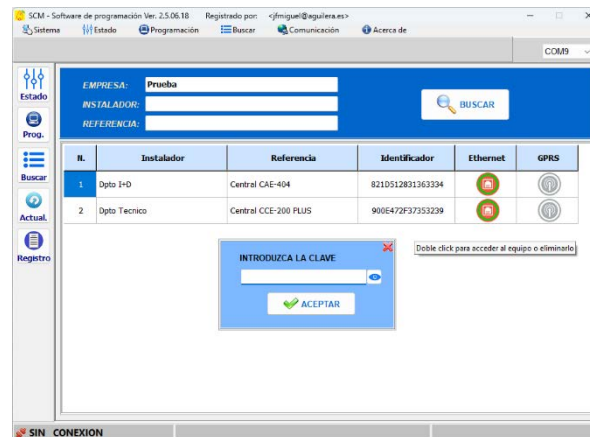 SCM - Software de programación Ver. 2.5.06.18 Registrado por: <jfmiguel@aguilera.es>
Sistema Estado Programación Buscar Comunicación Acerca de
COM9
Estado
Prog.
Buscar
Actual.
Registro
EMPRESA: Prueba
INSTALADOR:
REFERENCIA:
BUSCAR
N. Instalador Referencia Identificador Ethernet GPRS
1 Dpto I+D Central CAE-404 821D512831363334
2 Dpto Tecnico Central CCE-200 PLUS 900E472F37353239
Doble click para acceder al equipo o eliminarlo
INTRODUZCA LA CLAVE
ACEPTAR
SIN CONEXION